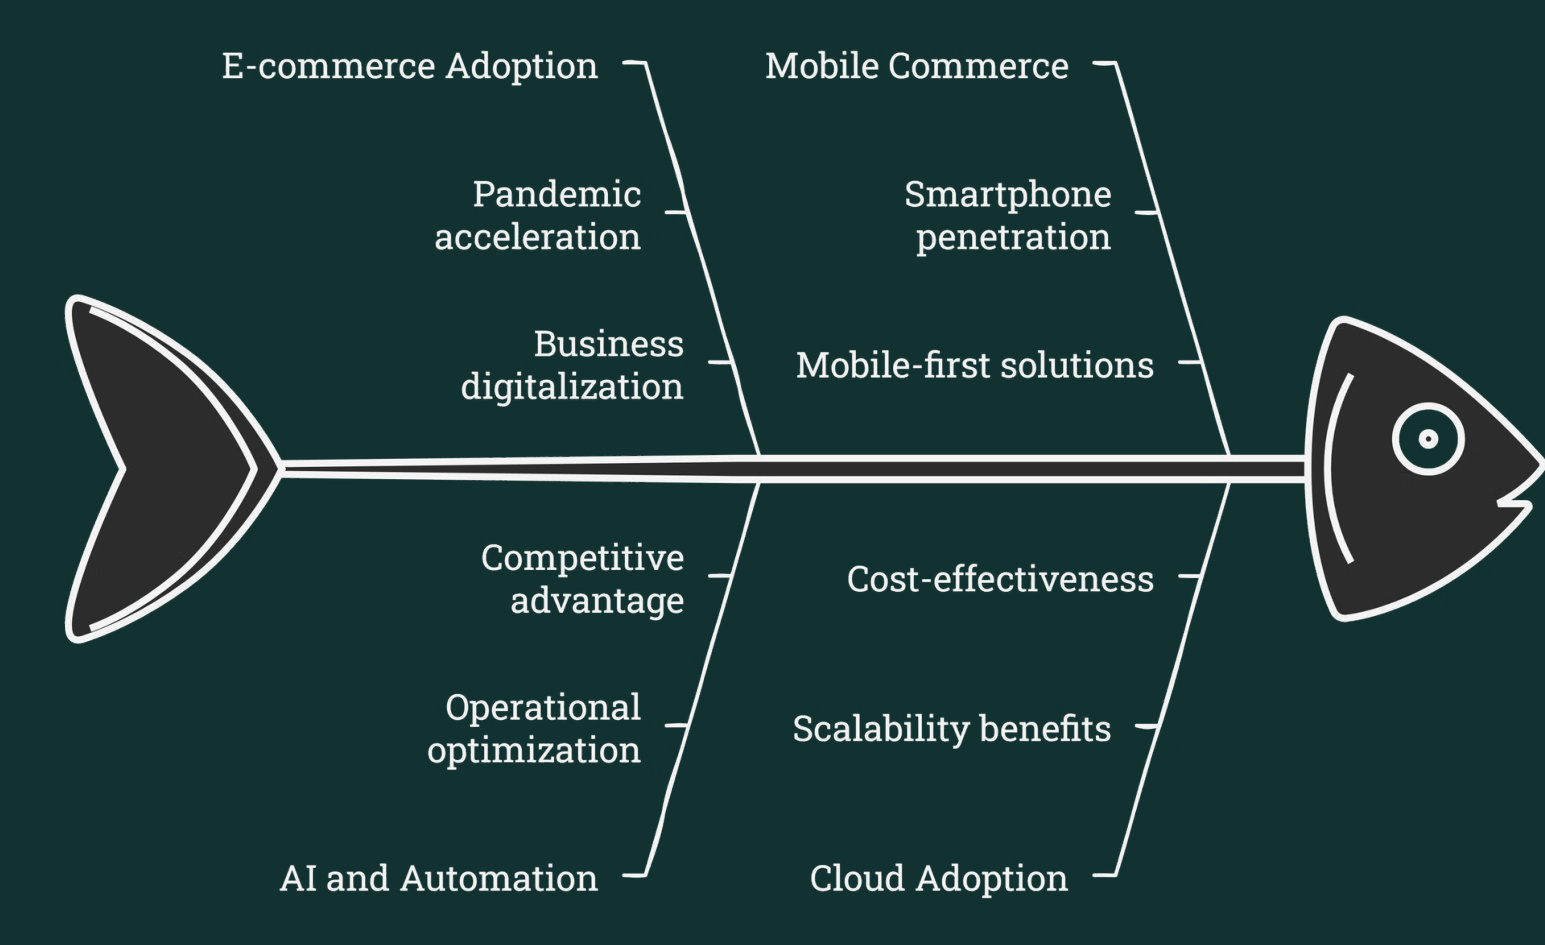 E-commerce Adoption
Pandemic
acceleration
Business
digitalization
Mobile Commerce
Smartphone
penetration
Mobile-first solutions
Competitive
advantage
Operational
optimization
AI and Automation
Cost-effectiveness
Scalability benefits
Cloud Adoption